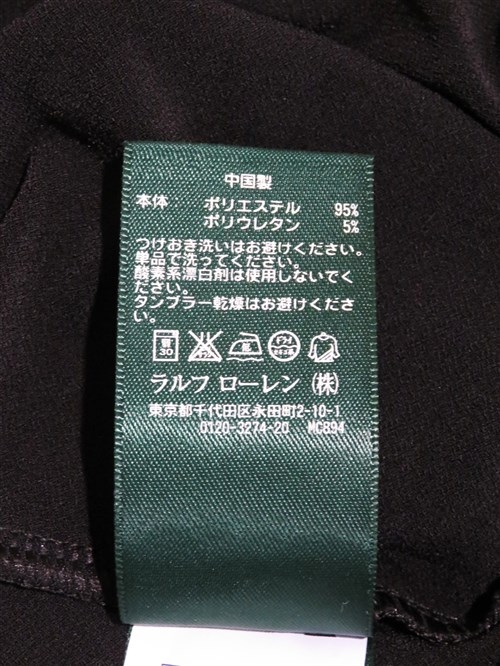 中国製
本体 ポリエステル 95%
ポリウレタン 5%
つけおき洗いはお避けください。
単品で洗ってください。
酸素系漂白剤は使用しないでく
ださい。
タンブラー乾燥はお避けくださ
い。
30 ドライ
ラルフ ローレン (株)
東京都千代田区永田町2-10-1
0120-3274-20 MC894